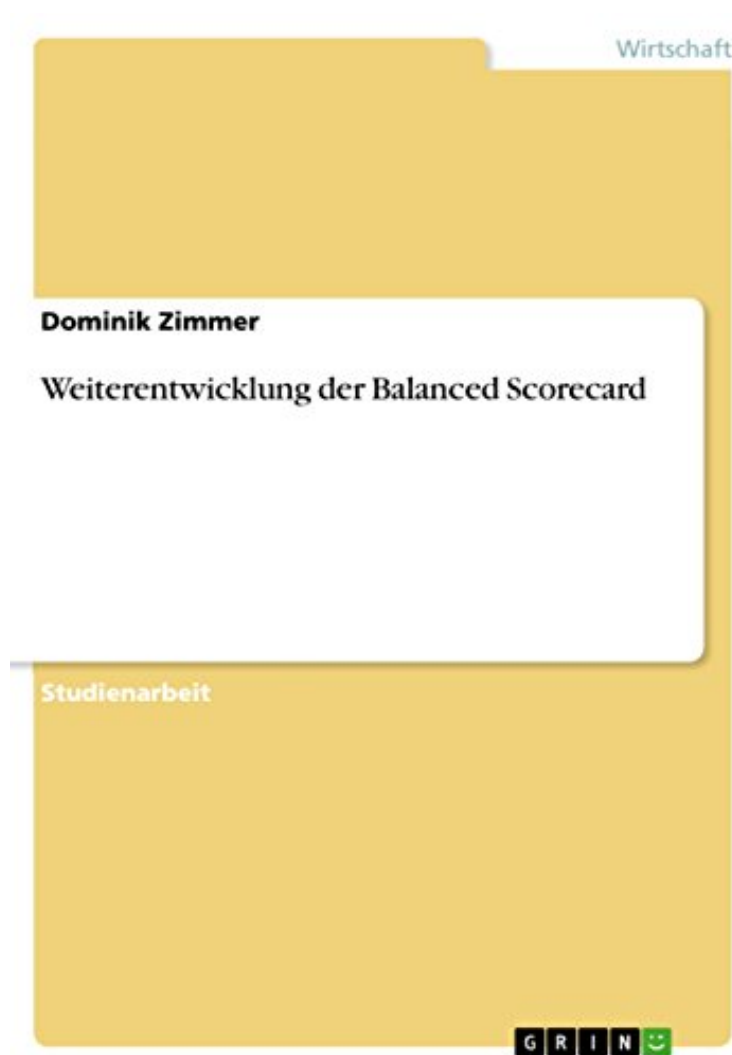 Wirtschaft
Dominik Zimmer
Weiterentwicklung der Balanced Scorecard
Studienarbeit
GRIN